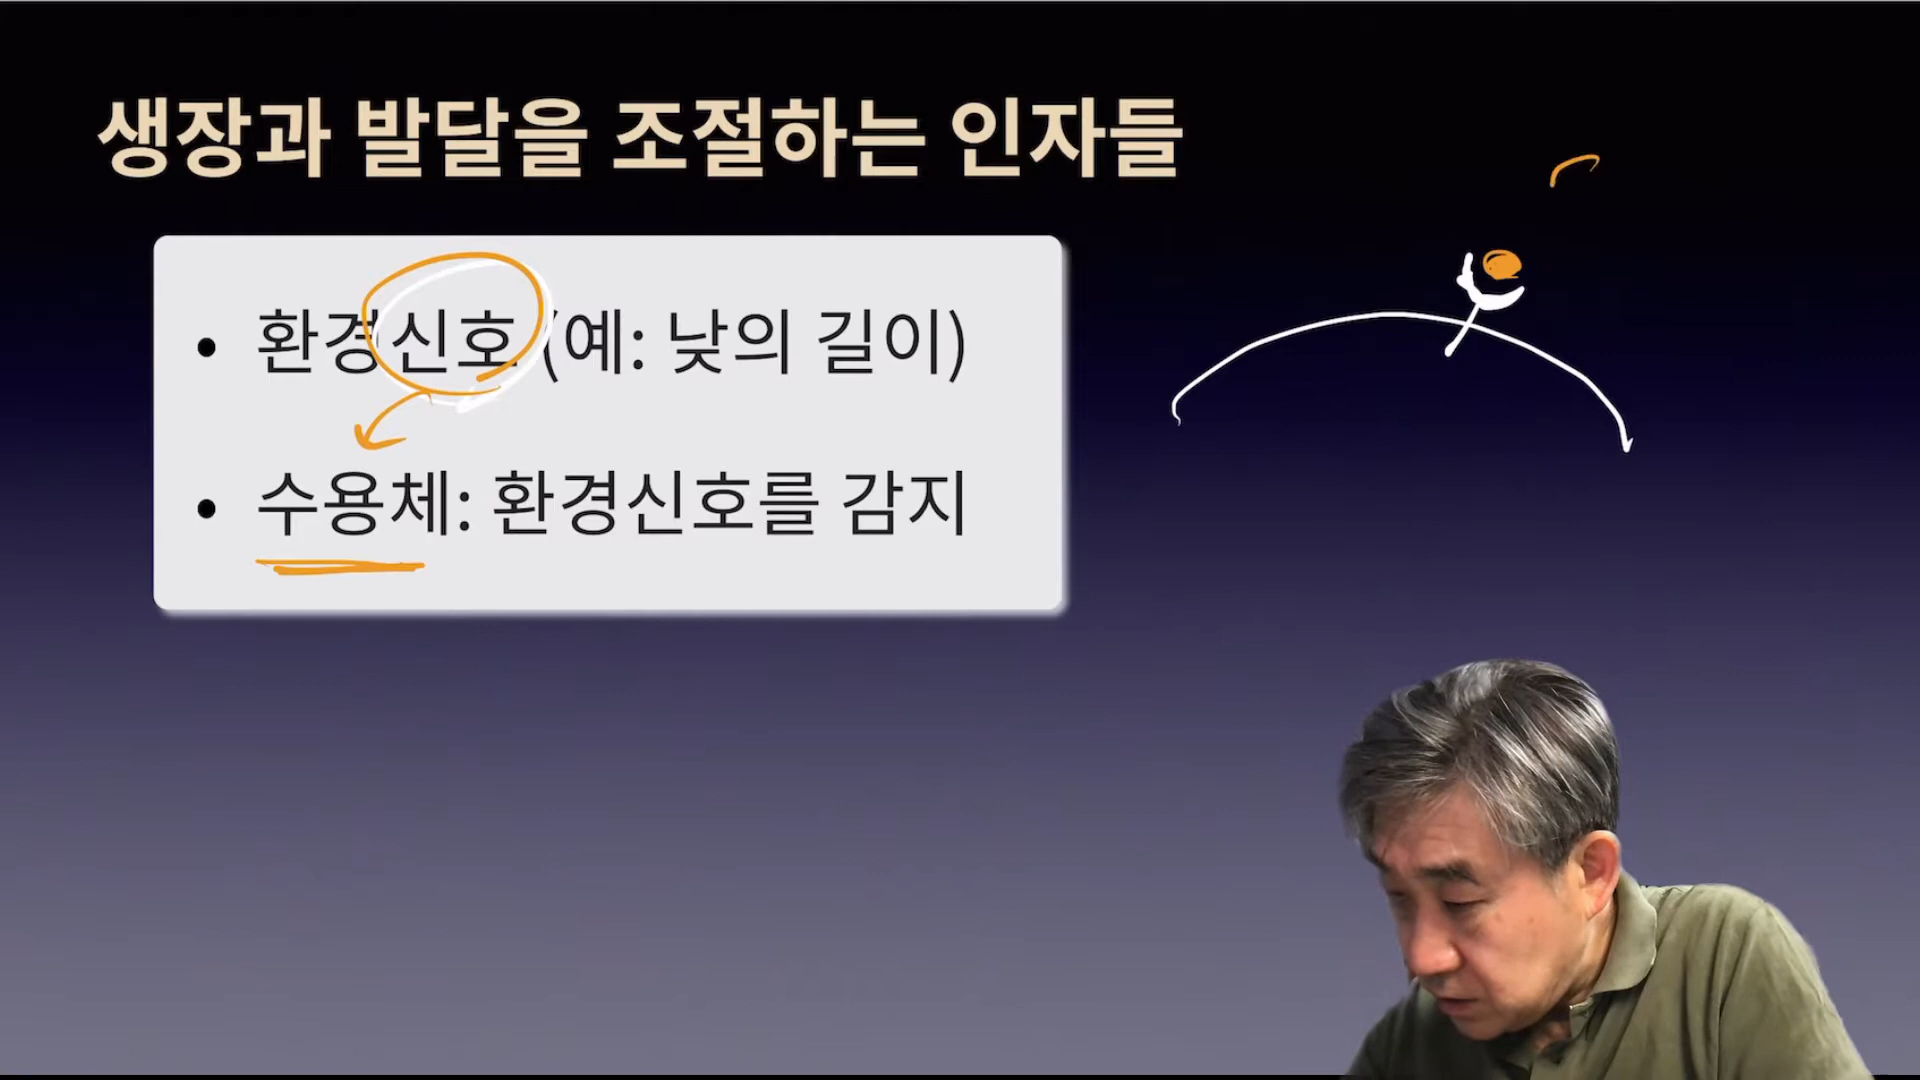 생장과 발달을 조절하는 인자들
• 환경신호 (예: 낮의 길이)
• 수용체: 환경신호를 감지